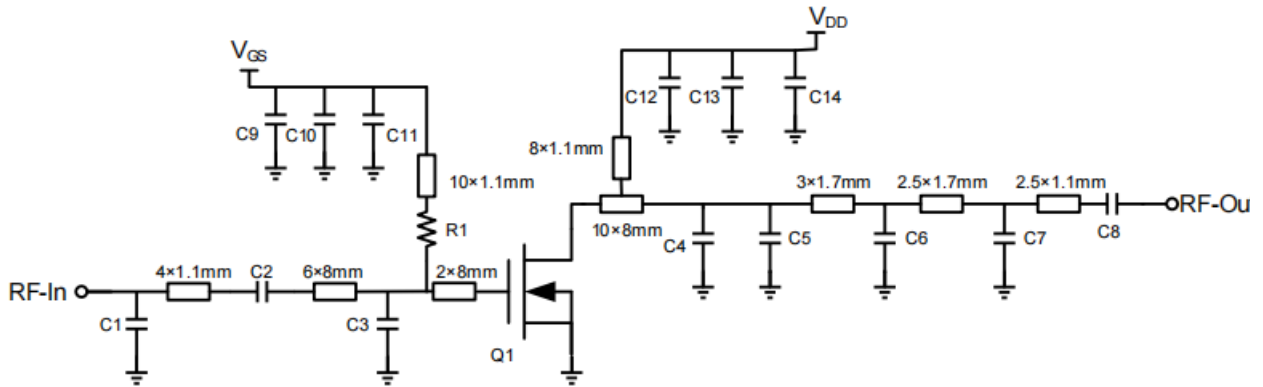 VDD
VGS
C12 C13 C14
C9 C10 C11
8×1.1mm
10×1.1mm
3×1.7mm 2.5×1.7mm 2.5×1.1mm
RF-Ou
R1
10×8mm
C4 C5 C6 C7 C8
4×1.1mm C2 6×8mm 2×8mm
RF-In
C1 C3
Q1